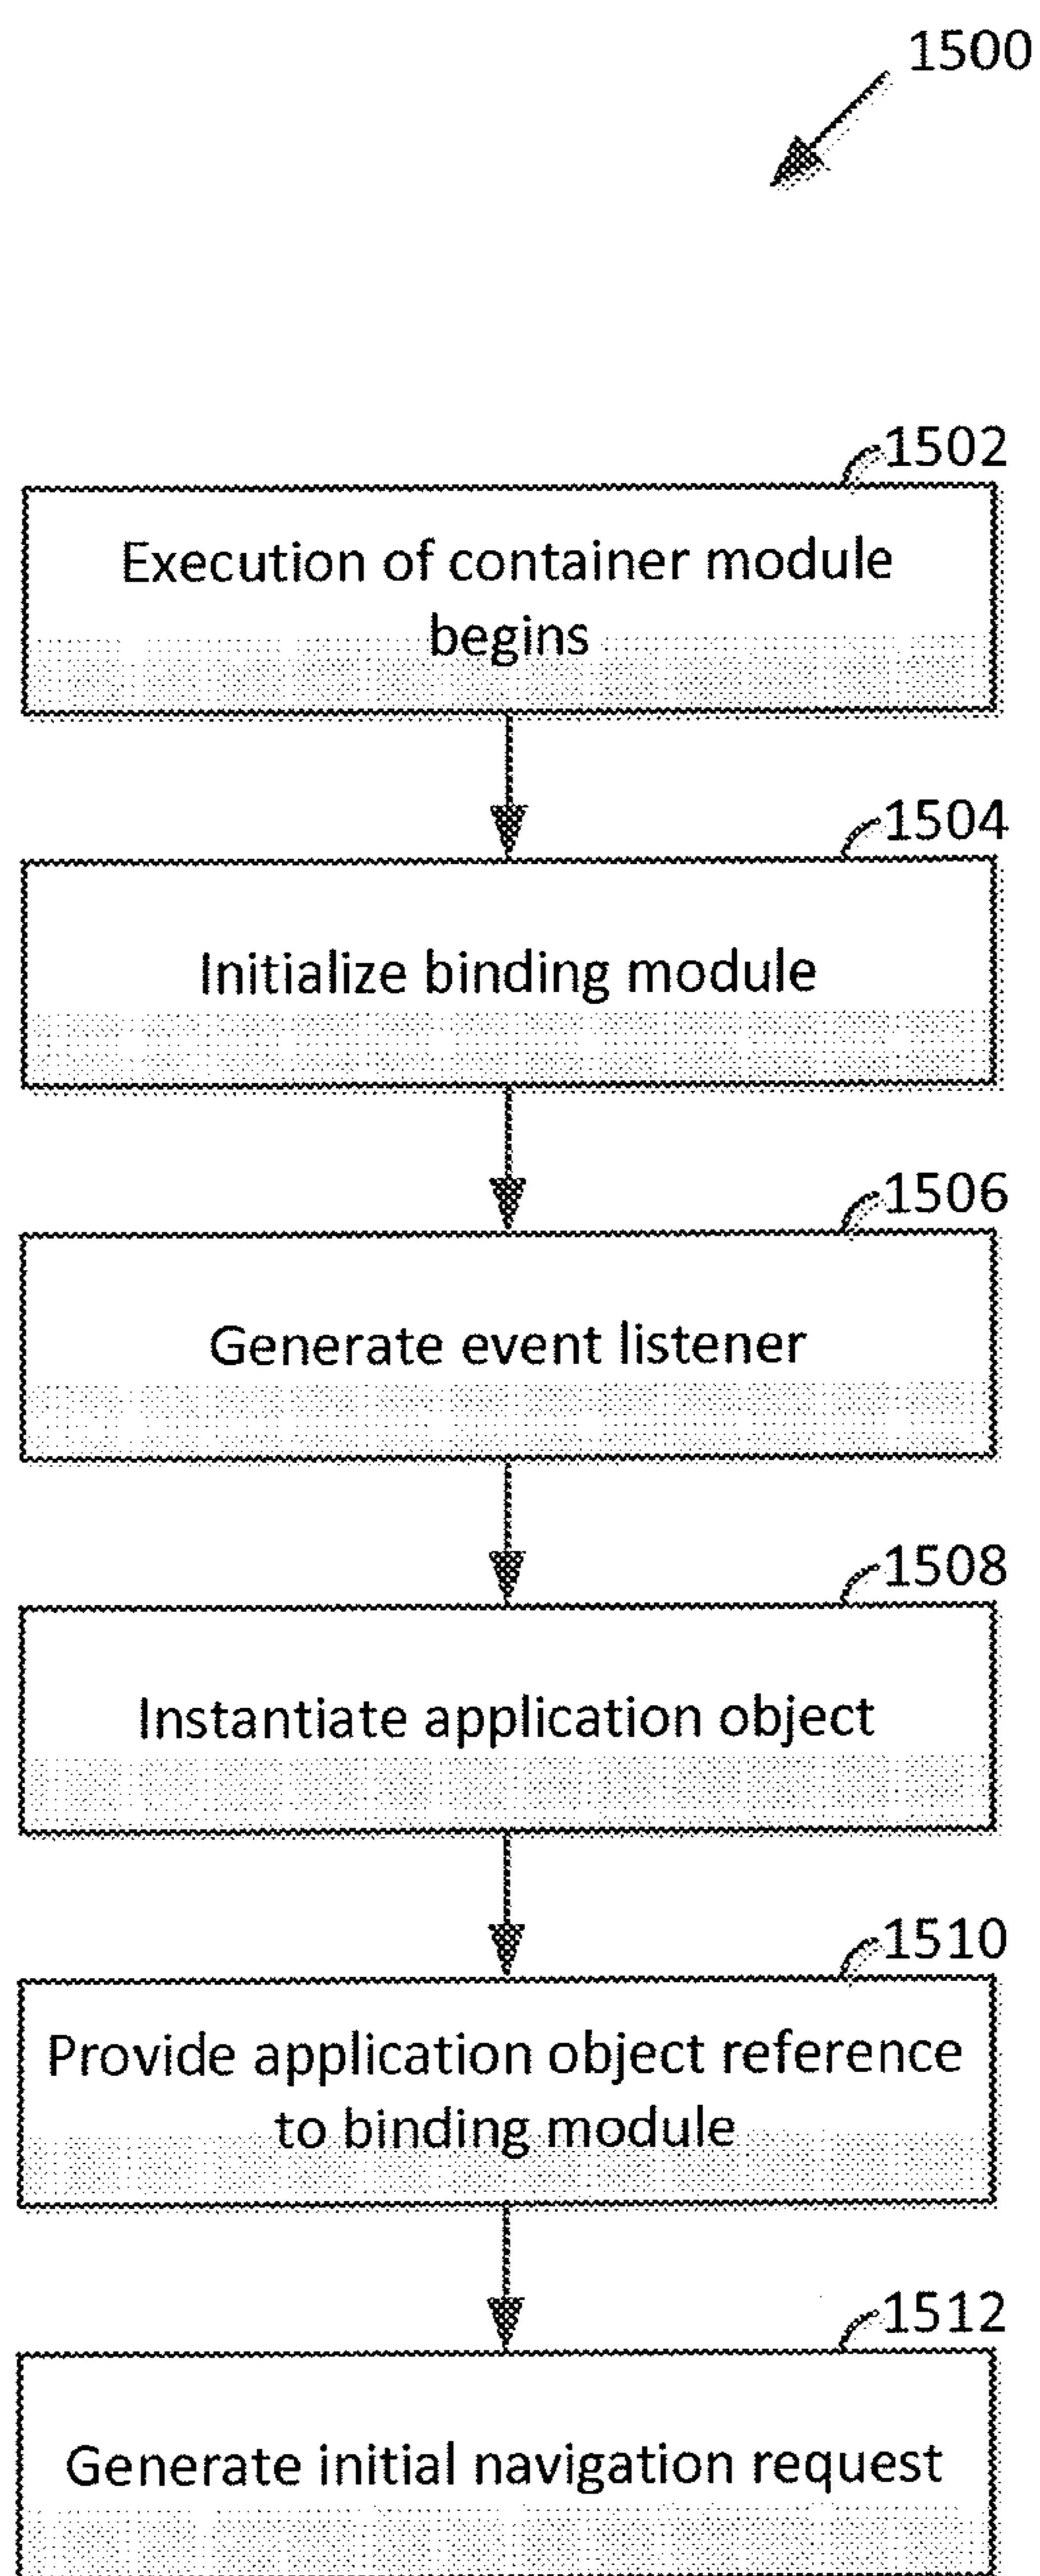 1500
1502
Execution of container module
begins
1504
Initialize binding module
1506
Generate event listener
1508
Instantiate application object
1510
Provide application object reference
to binding module
1512
Generate initial navigation request